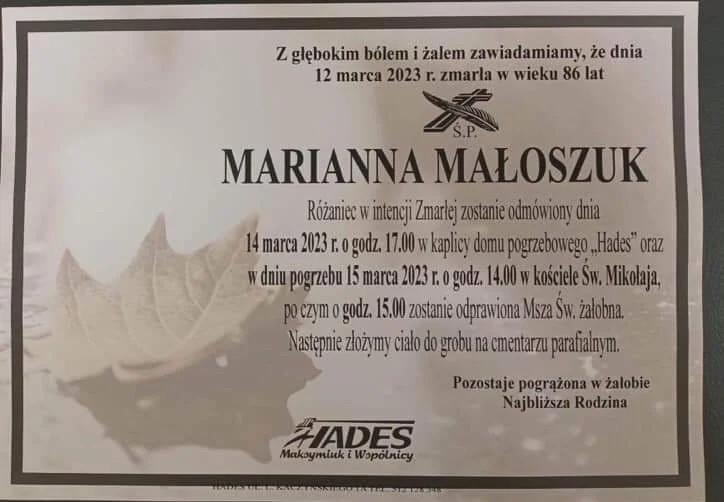 Z głębokim bólem i żalem zawiadamiamy, że dnia
12 marca 2023 r. zmarła w wieku 86 lat
Ś.P.
MARIANNA MAŁOSZUK
Różaniec w intencji Zmarłej zostanie odmówiony dnia
14 marca 2023 r. o godz. 17.00 w kaplicy domu pogrzebowego „Hades” oraz
w dniu pogrzebu 15 marca 2023 r. o godz. 14.00 w kościele Św. Mikołaja,
po czym o godz. 15.00 zostanie odprawiona Msza Św. żałobna.
Następnie złożymy ciało do grobu na cmentarzu parafialnym.
Pozostaje pogrążona w żałobie
Najbliższa Rodzina
HADES
Maksymiuk i Wspólnicy
HADES UL. L. KACZYŃSKIEGO